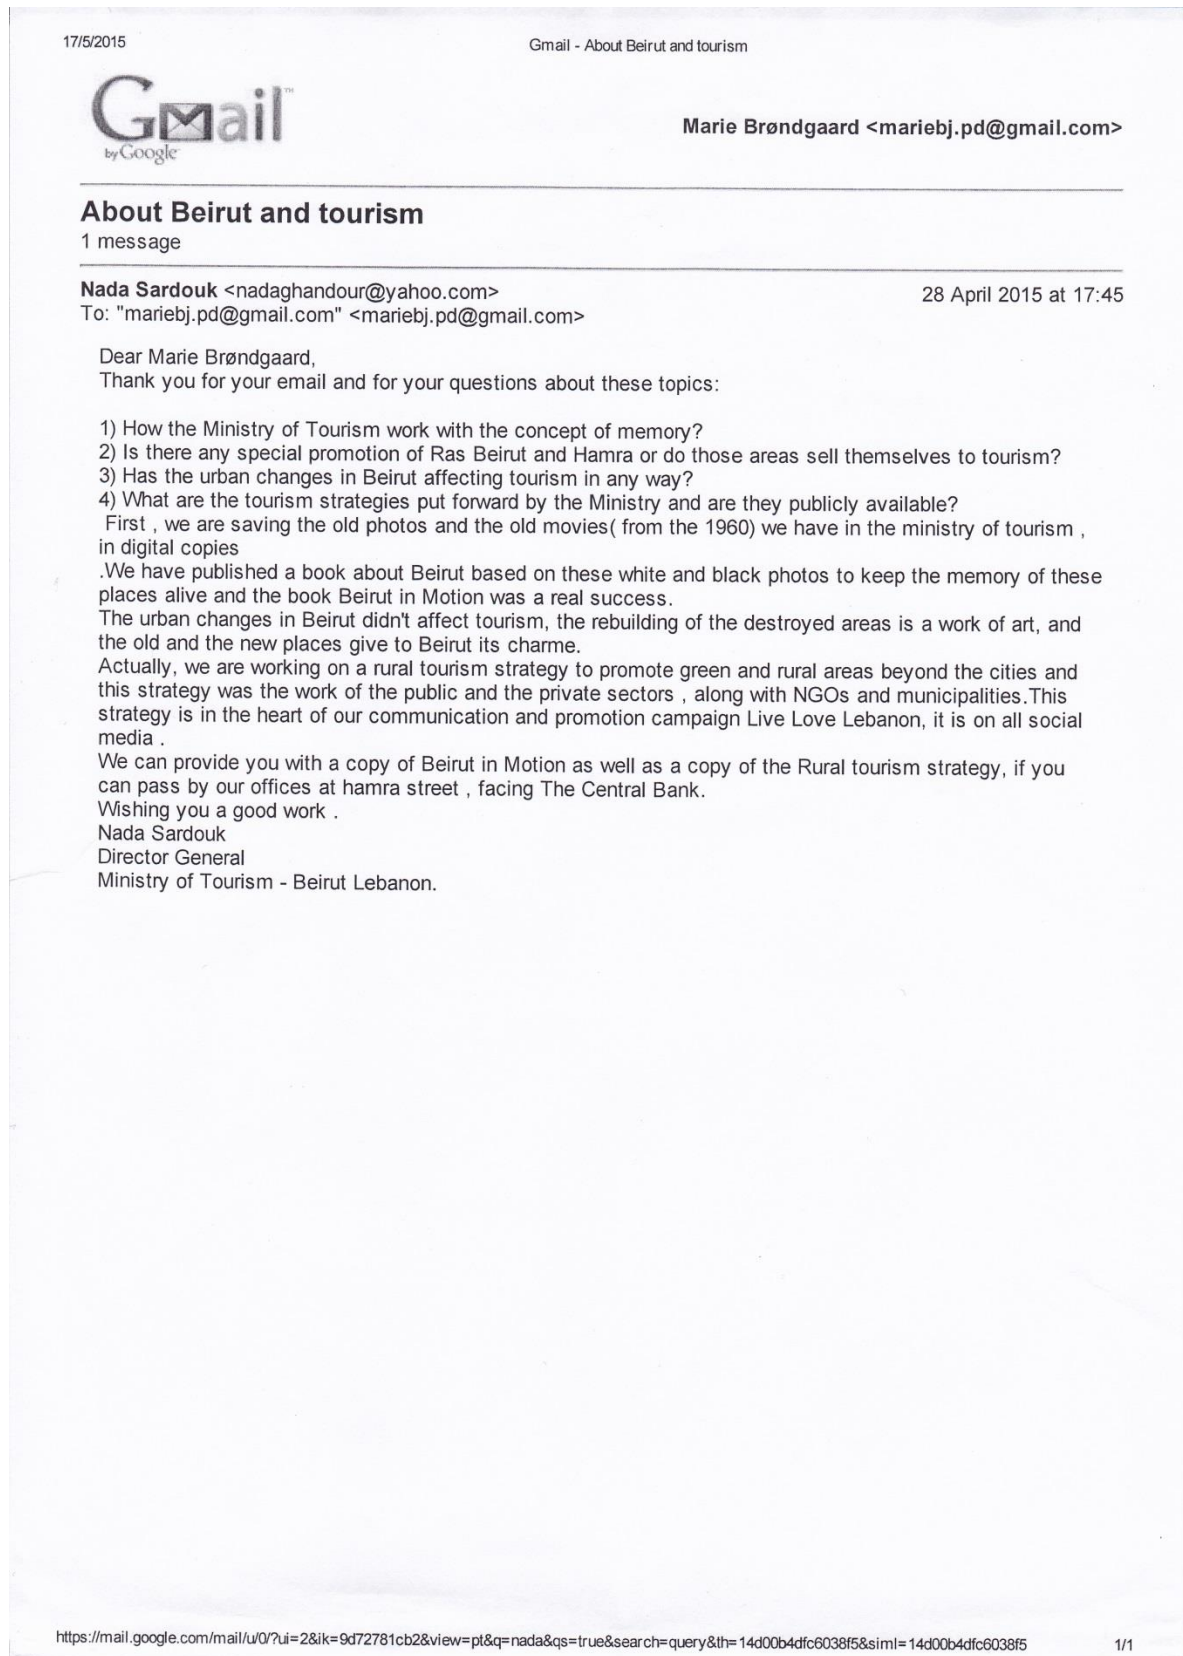 17/5/2015
Gmail - About Beirut and tourism
Gmail™
by Google
Marie Brøndgaard <mariebj.pd@gmail.com>
About Beirut and tourism
1 message
Nada Sardouk <nadaghandour@yahoo.com>
28 April 2015 at 17:45
To: "mariebj.pd@gmail.com" <mariebj.pd@gmail.com>
Dear Marie Brøndgaard,
Thank you for your email and for your questions about these topics:
1) How the Ministry of Tourism work with the concept of memory?
2) Is there any special promotion of Ras Beirut and Hamra or do those areas sell themselves to tourism?
3) Has the urban changes in Beirut affecting tourism in any way?
4) What are the tourism strategies put forward by the Ministry and are they publicly available?
First , we are saving the old photos and the old movies( from the 1960) we have in the ministry of tourism ,
in digital copies
.We have published a book about Beirut based on these white and black photos to keep the memory of these
places alive and the book Beirut in Motion was a real success.
The urban changes in Beirut didn't affect tourism, the rebuilding of the destroyed areas is a work of art, and
the old and the new places give to Beirut its charme.
Actually, we are working on a rural tourism strategy to promote green and rural areas beyond the cities and
this strategy was the work of the public and the private sectors , along with NGOs and municipalities.This
strategy is in the heart of our communication and promotion campaign Live Love Lebanon, it is on all social
media .
We can provide you with a copy of Beirut in Motion as well as a copy of the Rural tourism strategy, if you
can pass by our offices at hamra street , facing The Central Bank.
Wishing you a good work .
Nada Sardouk
Director General
Ministry of Tourism - Beirut Lebanon.
https://mail.google.com/mail/u/0/?ui=2&ik=9d72781cb2&view=pt&q=nada&qs=true&search=query&th=14d00b4dfc6038f5&siml=14d00b4dfc6038f5
1/1